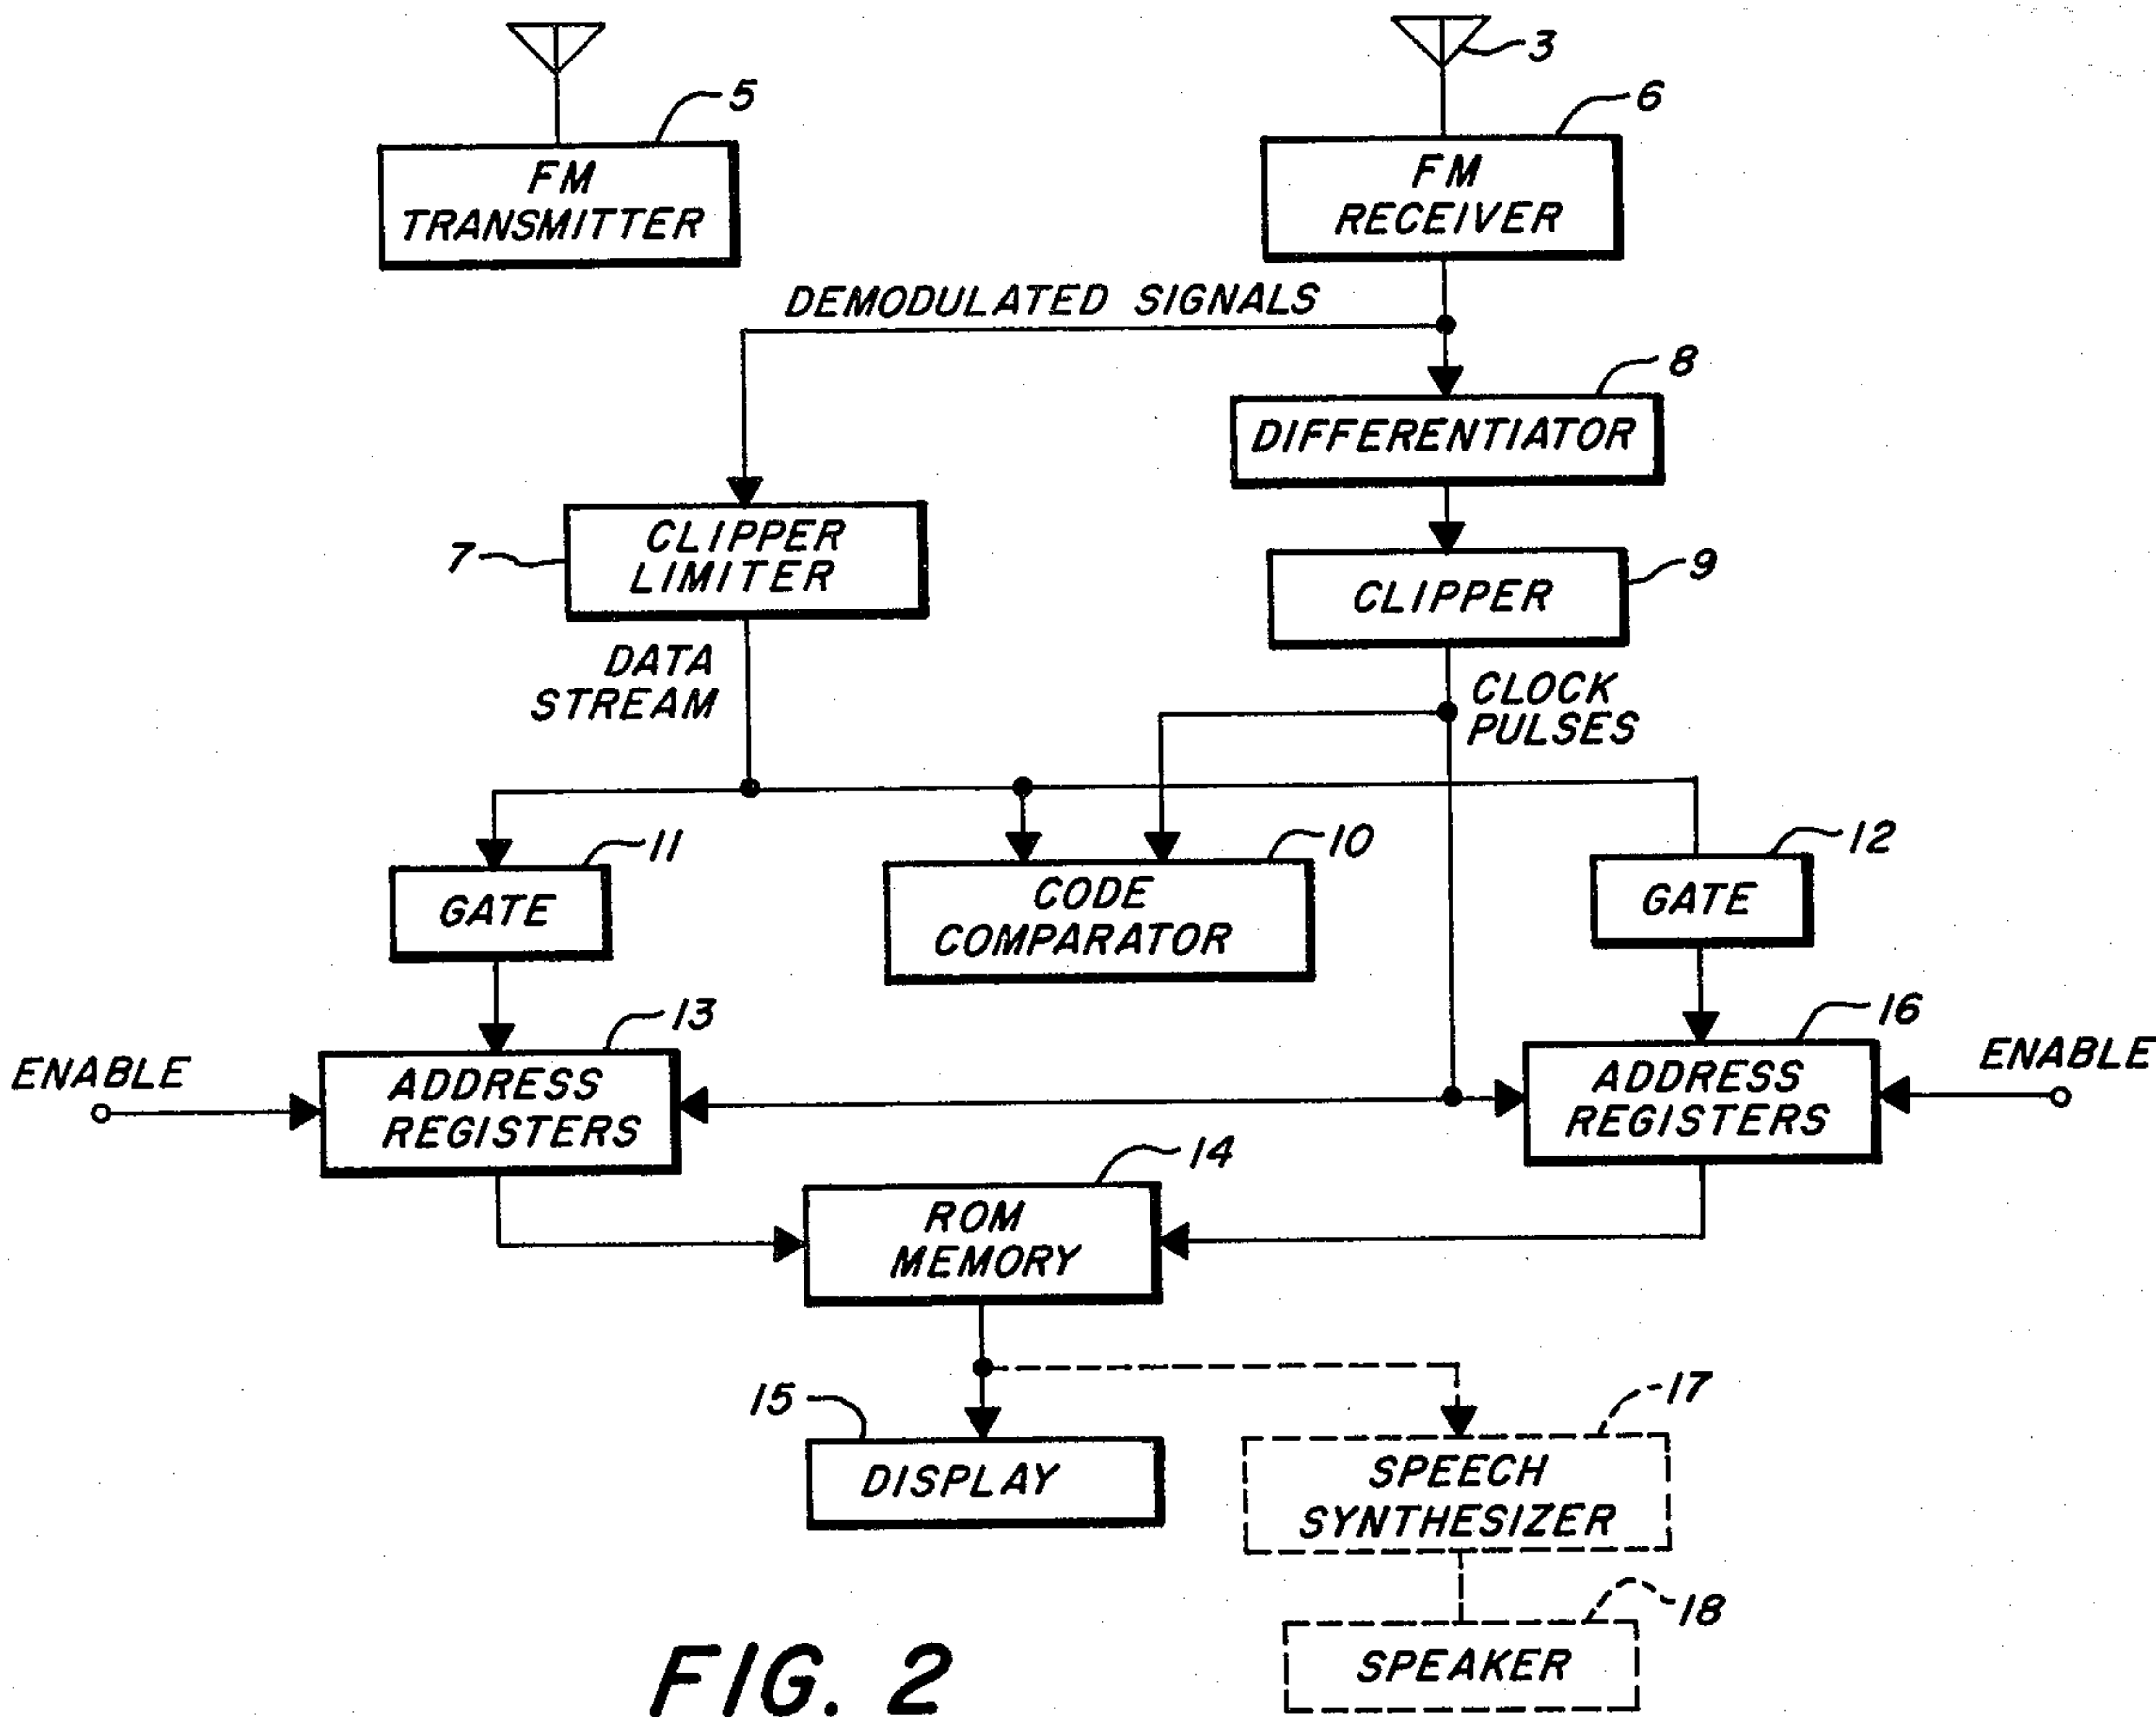 3
5
6
FM
TRANSMITTER
FM
RECEIVER
DEMODULATED SIGNALS
8
DIFFERENTIATOR
7
CLIPPER
LIMITER
9
CLIPPER
DATA
STREAM
CLOCK
PULSES
11
GATE
10
CODE
COMPARATOR
12
GATE
13
16
ENABLE
ADDRESS
REGISTERS
ADDRESS
REGISTERS
ENABLE
14
ROM
MEMORY
15
DISPLAY
17
SPEECH
SYNTHESIZER
18
SPEAKER
FIG. 2